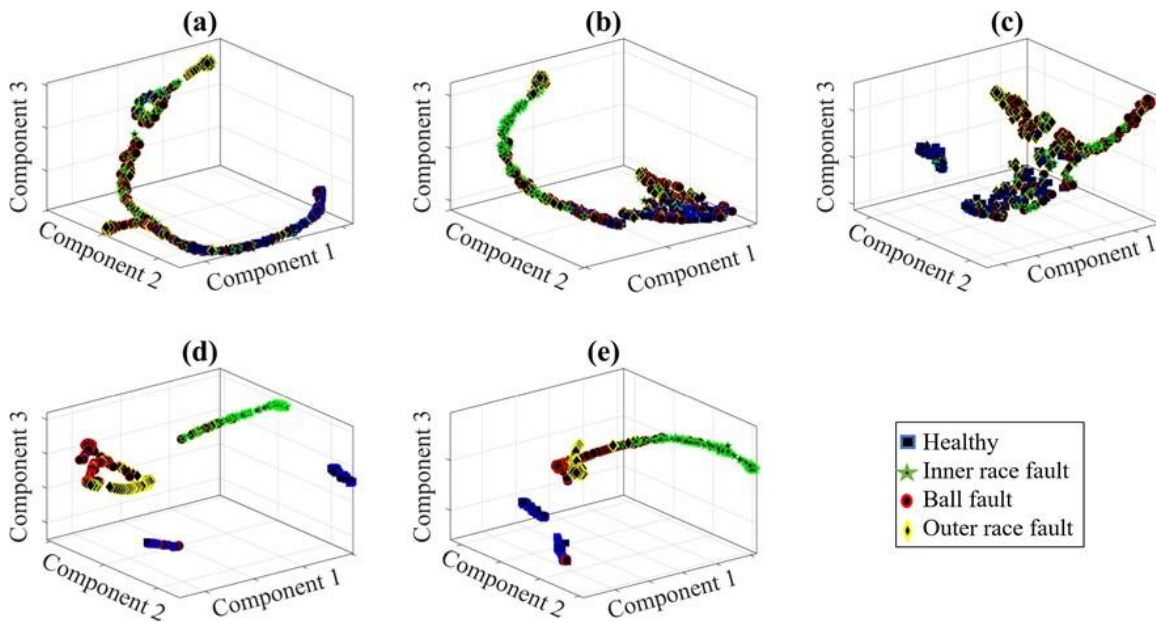 (a)
(b)
(c)
Component 3
Component 2
Component 1
Component 3
Component 2
Component 1
Component 3
Component 2
Component 1
(d)
(e)
Component 3
Component 2
Component 1
Component 3
Component 2
Component 1
Healthy
Inner race fault
Ball fault
Outer race fault